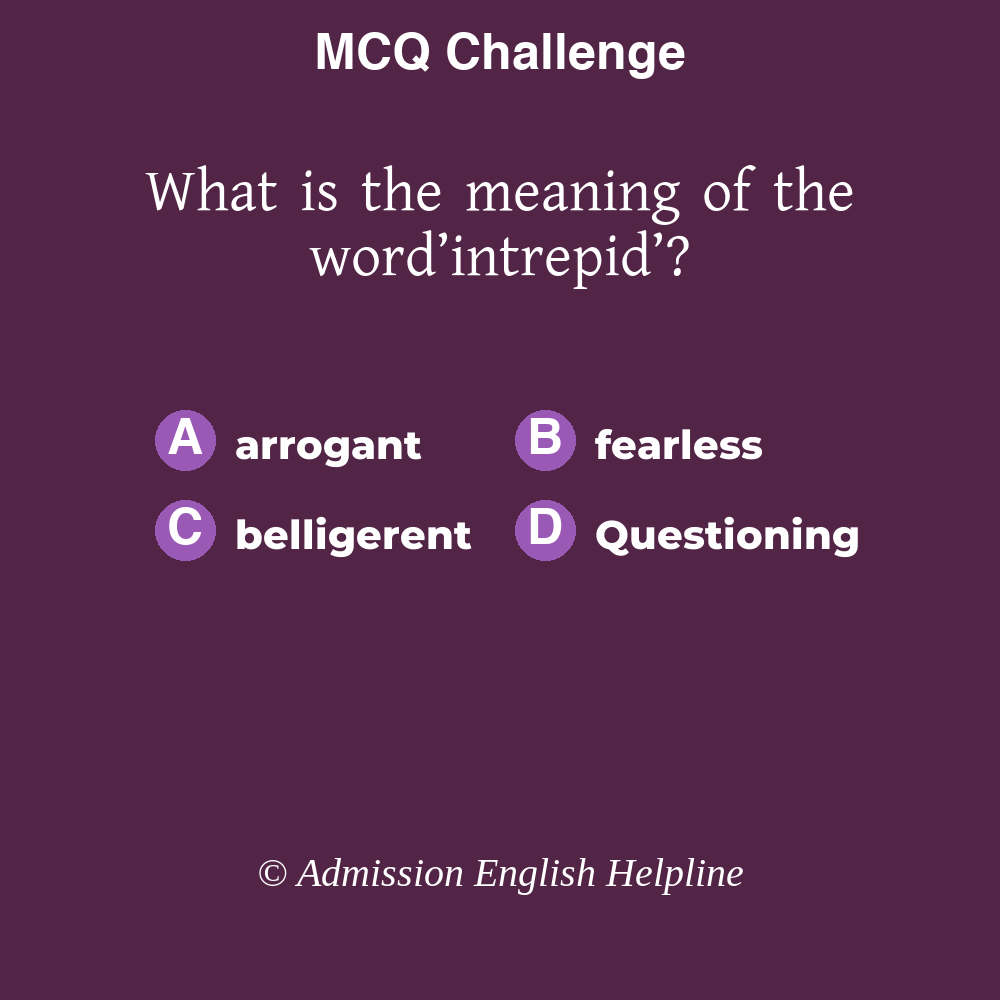 MCQ Challenge
What is the meaning of the
word’intrepid’?
A arrogant B fearless
C belligerent D Questioning
© Admission English Helpline